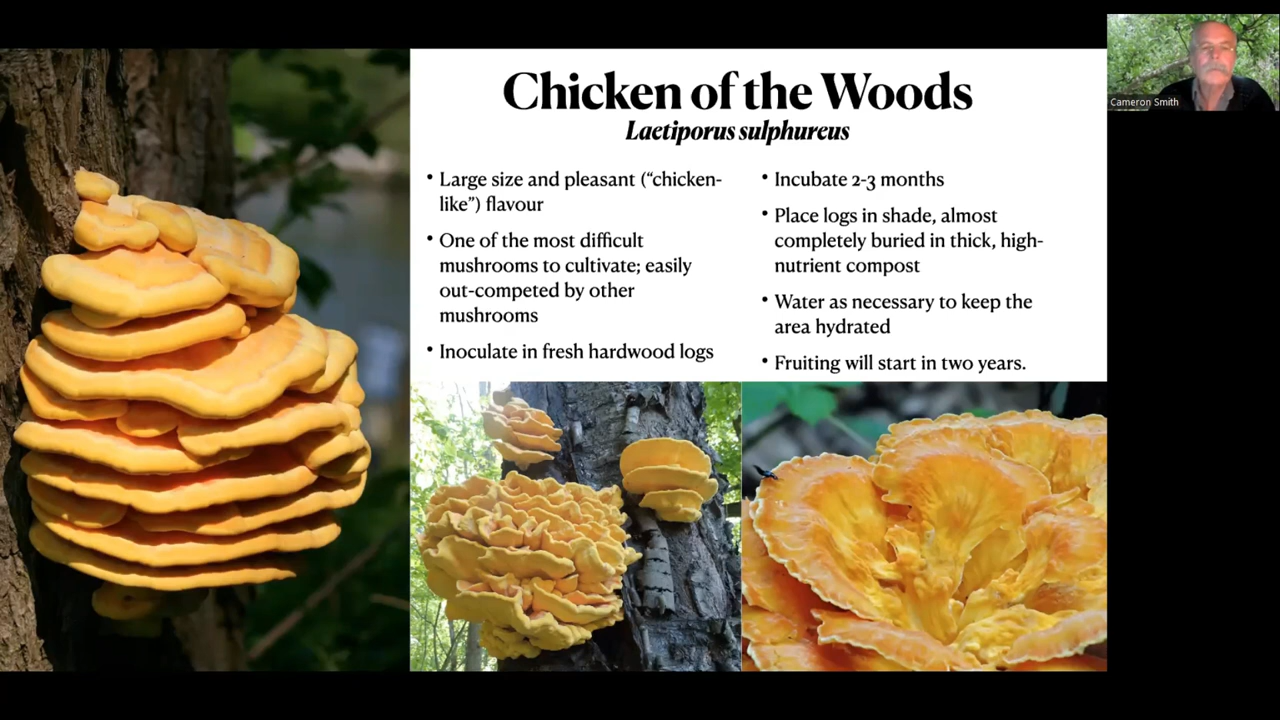 Chicken of the Woods
Laetiporus sulphureus
• Large size and pleasant (“chicken-
like”) flavour
• One of the most difficult
mushrooms to cultivate; easily
out-competed by other
mushrooms
• Inoculate in fresh hardwood logs
• Incubate 2-3 months
• Place logs in shade, almost
completely buried in thick, high-
nutrient compost
• Water as necessary to keep the
area hydrated
• Fruiting will start in two years.
Cameron Smith